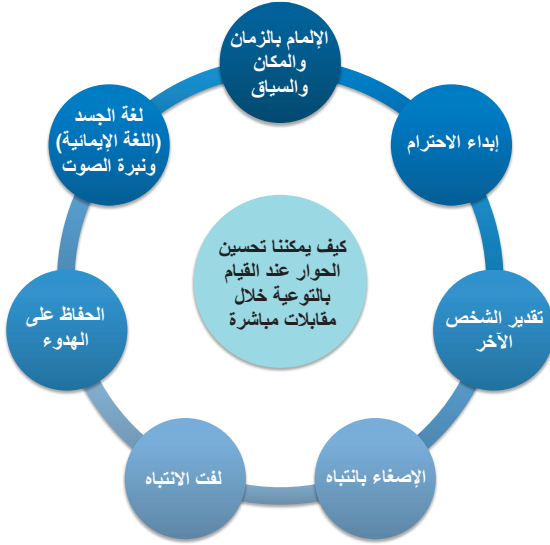 الإلمام بالزمان
والمكان
والسياق
إبداء الاحترام
تقدير الشخص
الآخر
الإصغاء بانتباه
لفت الانتباه
الحفاظ على
الهدوء
لغة الجسد
(اللغة الإيمائية)
ونبرة الصوت
كيف يمكننا تحسين
الحوار عند القيام
بالتوعية خلال
مقابلات مباشرة